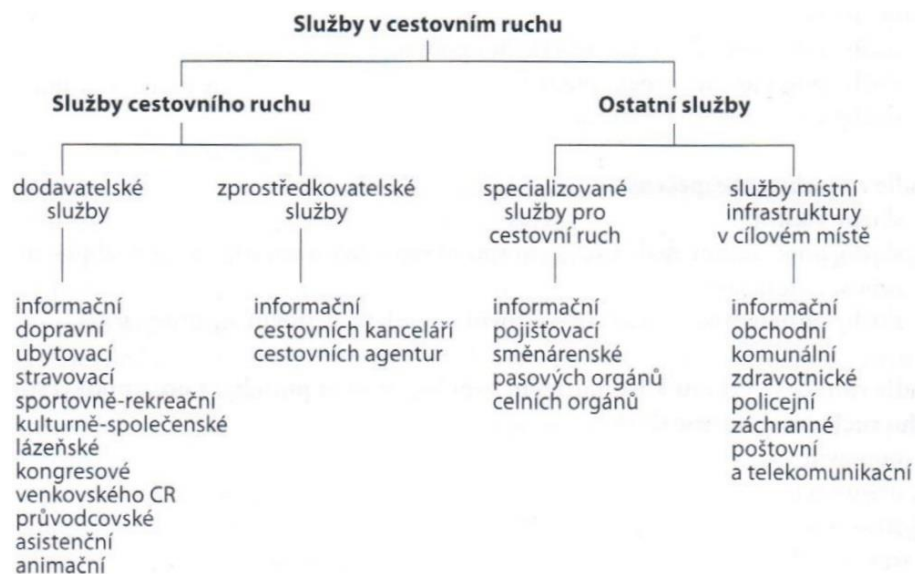 Služby v cestovním ruchu
Služby cestovního ruchu
Ostatní služby
dodavatelské
služby
zprostředkovatelské
služby
specializované
služby pro
cestovní ruch
služby místní
infrastruktury
v cílovém místě
informační
dopravní
ubytovací
stravovací
sportovně-rekreační
kulturně-společenské
lázeňské
kongresové
venkovského CR
průvodcovské
asistenční
animační
informační
cestovních kanceláří
cestovních agentur
informační
pojišťovací
směnárenské
pasových orgánů
celních orgánů
informační
obchodní
komunální
zdravotnické
policejní
záchranné
poštovní
a telekomunikační